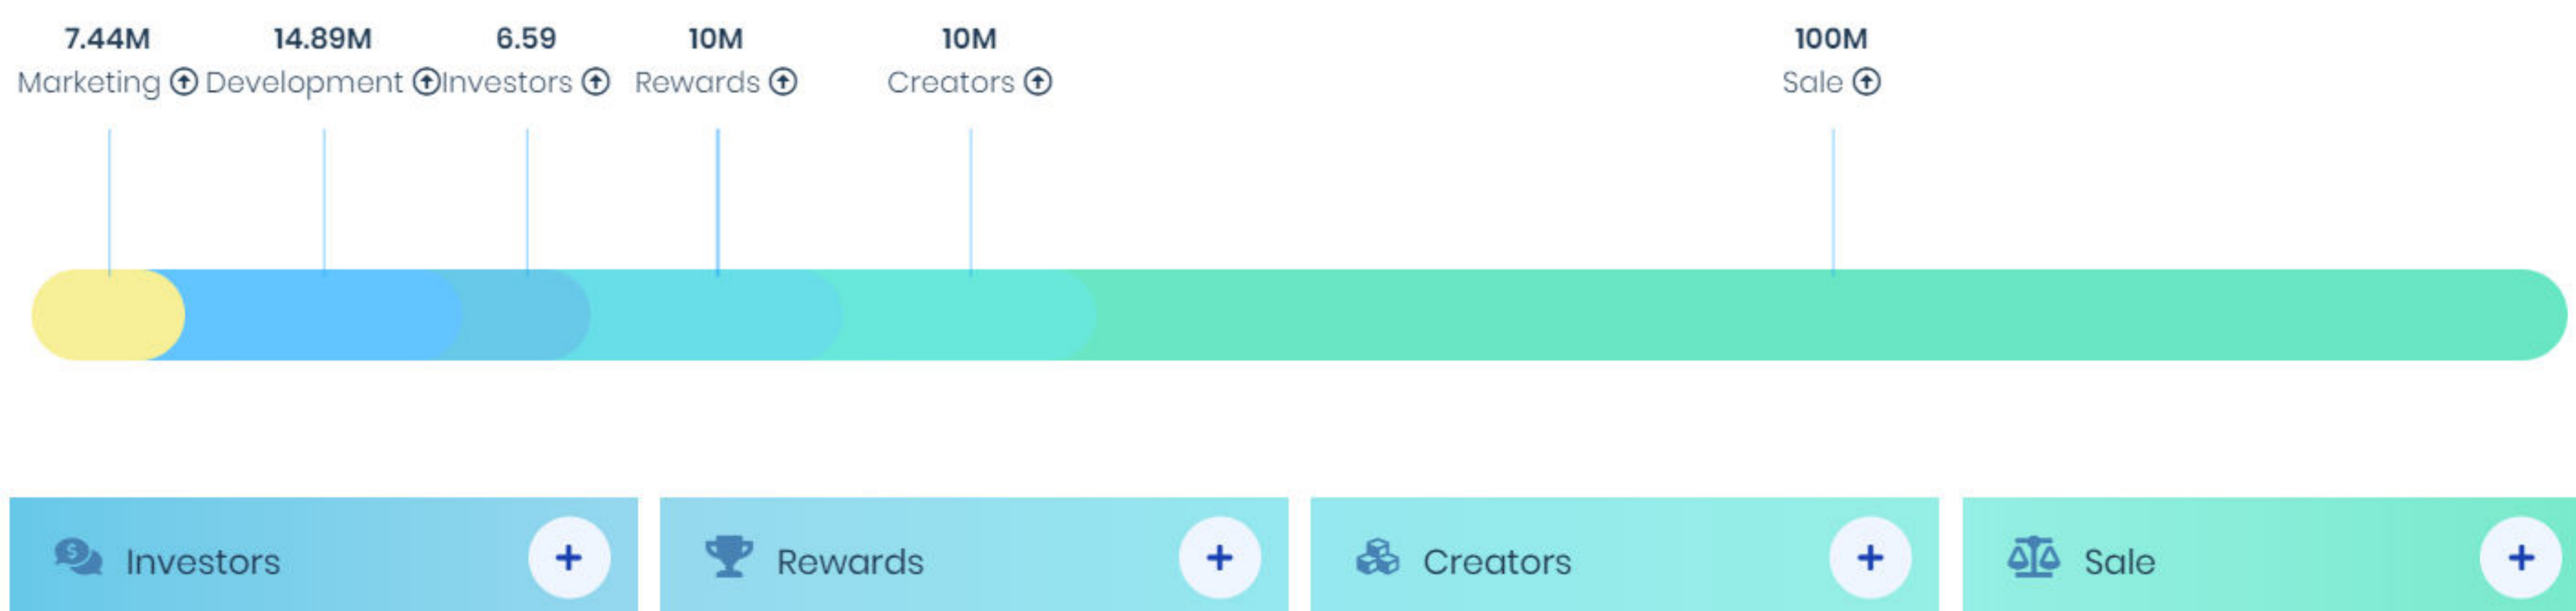 7.44M 14.89M 6.59 10M 10M 100M
Marketing Development Investors Rewards Creators Sale
Investors Rewards Creators Sale